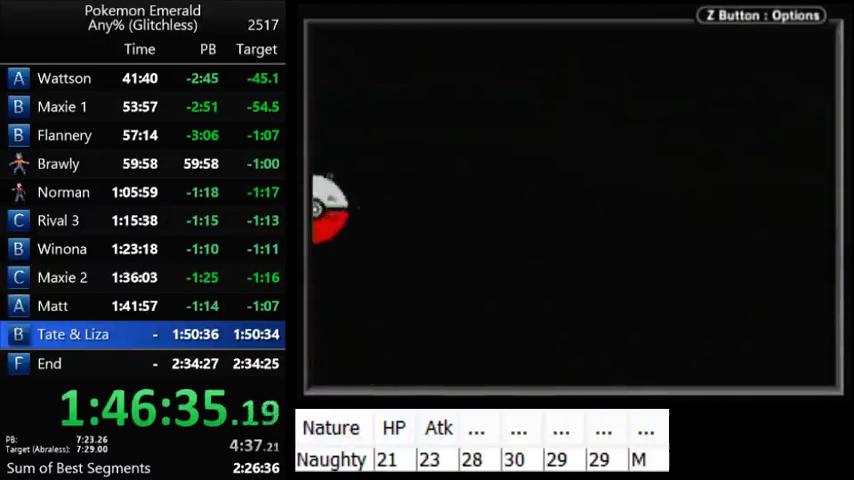 Pokemon Emerald
Any% (Glitchless) 2517
Time PB Target
A Wattson 41:40 -2:45 -45.1
B Maxie 1 53:57 -2:51 -54.5
B Flannery 57:14 -3:06 -1:07
Brawly 59:58 59:58 -1:00
Norman 1:05:59 -1:18 -1:17
C Rival 3 1:15:38 -1:15 -1:13
B Winona 1:23:18 -1:10 -1:11
C Maxie 2 1:36:03 -1:25 -1:16
A Matt 1:41:57 -1:14 -1:07
B Tate & Liza - 1:50:36 1:50:34
F End - 2:34:27 2:34:25
1:46:35.19
PB: 7:23.26
Target (Abraless): 7:29.00
4:37.21
Sum of Best Segments 2:26:36
Z Button : Options
Nature HP Atk ... ... ... ... ...
Naughty 21 23 28 30 29 29 M